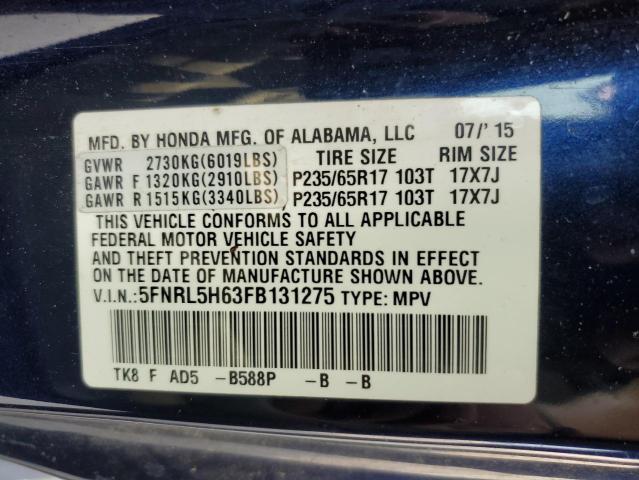 MFD. BY HONDA MFG. OF ALABAMA, LLC 07/'15
GVWR 2730KG(6019LBS) TIRE SIZE RIM SIZE
GAWR F 1320KG(2910LBS) P235/65R17 103T 17X7J
GAWR R 1515KG(3340LBS) P235/65R17 103T 17X7J
THIS VEHICLE CONFORMS TO ALL APPLICABLE
FEDERAL MOTOR VEHICLE SAFETY
AND THEFT PREVENTION STANDARDS IN EFFECT
ON THE DATE OF MANUFACTURE SHOWN ABOVE.
V.I.N.:5FNRL5H63FB131275 TYPE: MPV
TK8 F AD5 -B588P -B -B